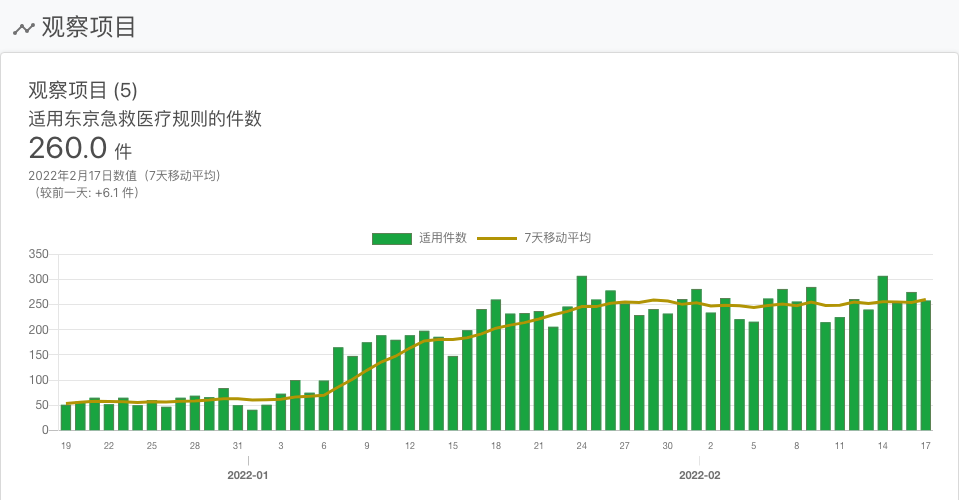 观察项目
观察项目 (5)
适用东京急救医疗规则的件数
260.0 件
2022年2月17日数值（7天移动平均）
（较前一天: +6.1 件）
适用件数 7天移动平均
350
300
250
200
150
100
50
0
19 22 25 28 31 3 6 9 12 15 18 21 24 27 30 2 5 8 11 14 17
2022-01 2022-02